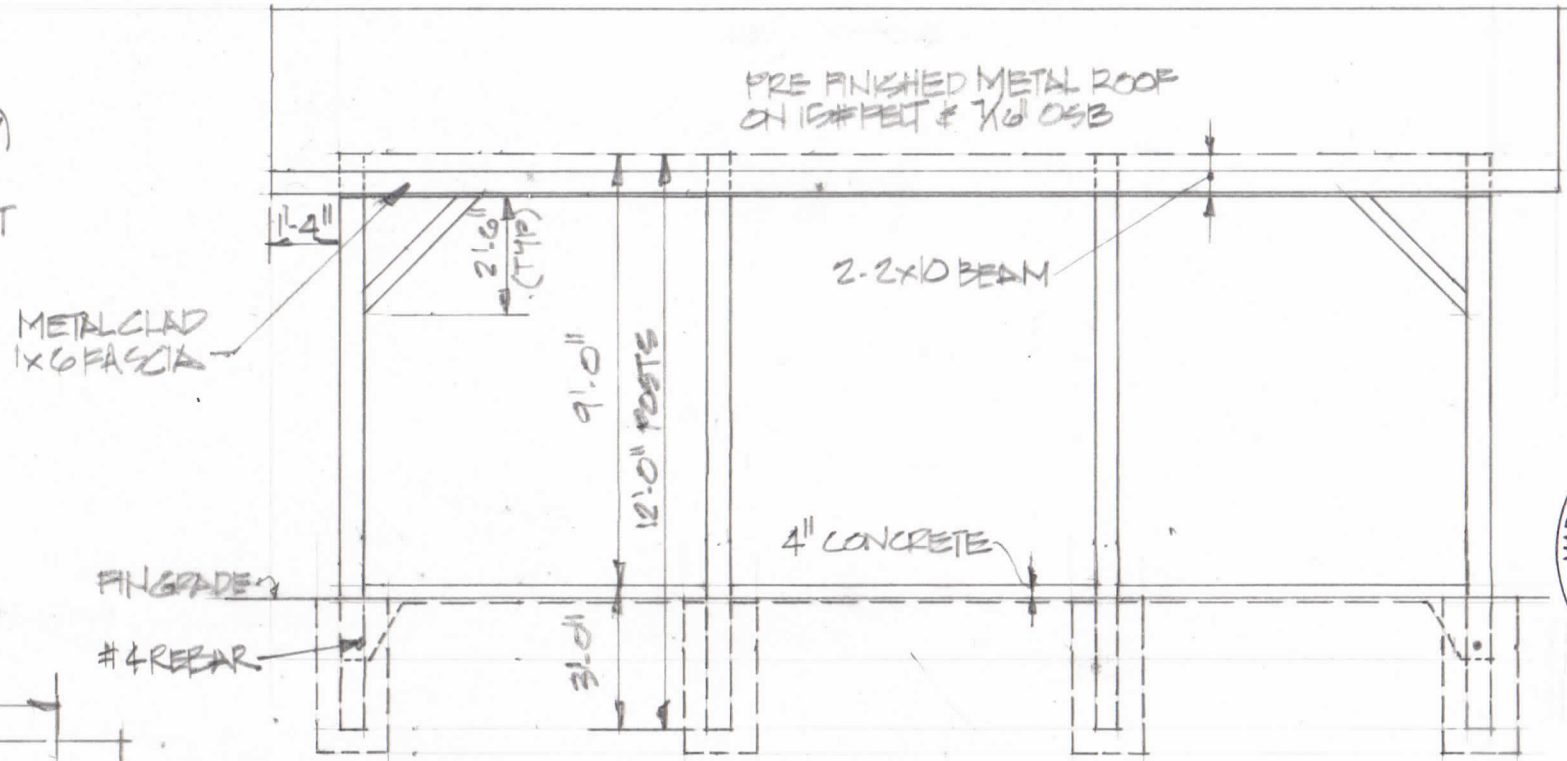 PRE FINISHED METAL ROOF
ON 15# FELT & 7/16" OSB
T
1'-4"
2'-6"
(TYP)
2-2x10 BEAM
METAL CLAD
1x6 FASCIA
9'-0"
12'-0" POSTS
4" CONCRETE
FIN GRADE
#4 REBAR
3'-0"